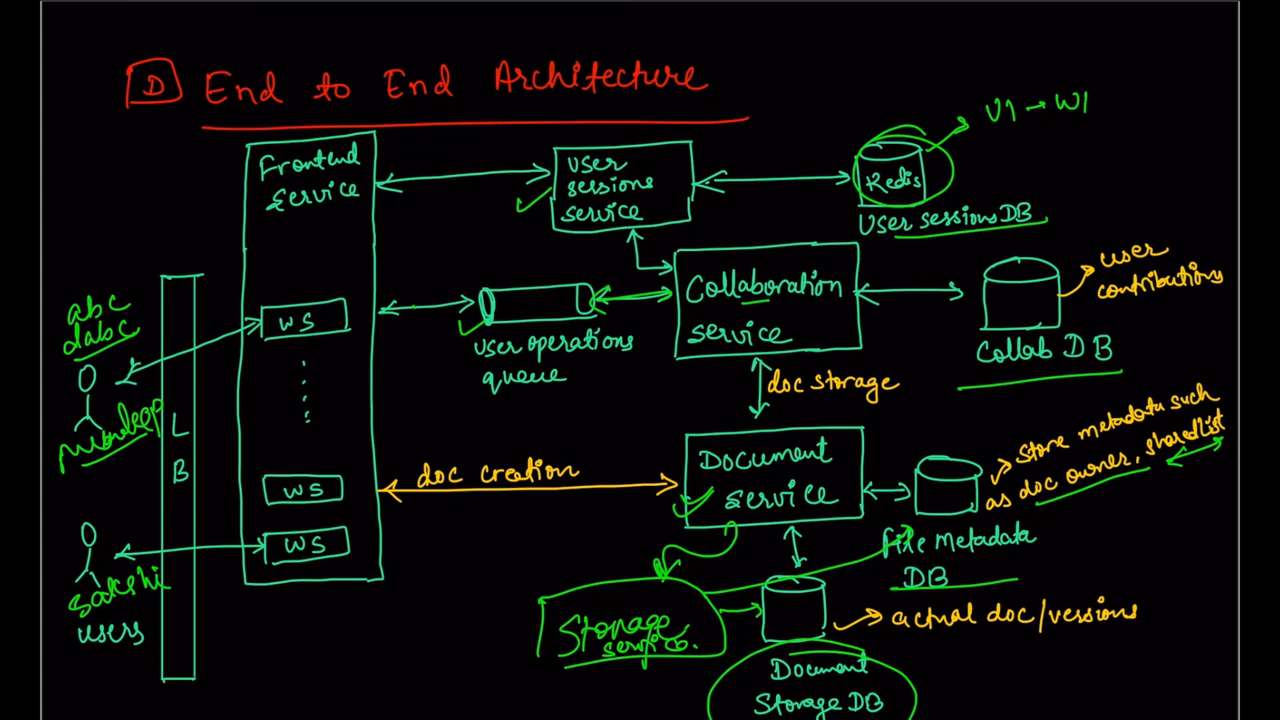 D End to End Architecture
U1 → W1
Frontend
Service
User
sessions
service
Redis
User sessions DB
user
contributions
Collaboration
service
Collab DB
abc
dabc
WS
User operations
queue
doc storage
L
B
doc creation
Document
Service
Store metadata such
as doc owner, sharedlist
WS
WS
File metadata
DB
sakshi
users
Storage
service.
actual doc/versions
Document
Storage DB